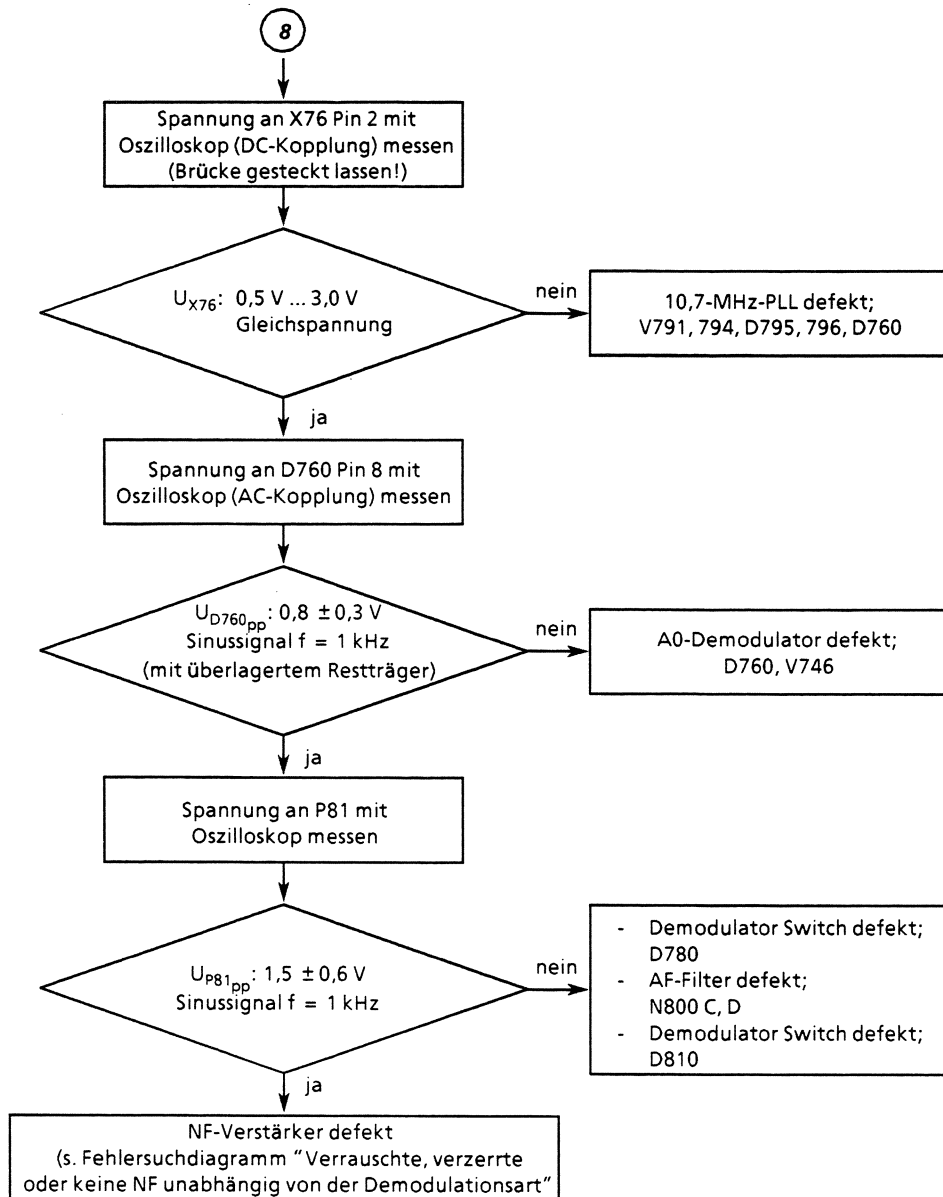 8
Spannung an X76 Pin 2 mit
Oszilloskop (DC-Kopplung) messen
(Brücke gesteckt lassen!)
UX76: 0,5 V ... 3,0 V
Gleichspannung
nein
10,7-MHz-PLL defekt;
V791, 794, D795, 796, D760
ja
Spannung an D760 Pin 8 mit
Oszilloskop (AC-Kopplung) messen
UD760pp: 0,8 ± 0,3 V
Sinussignal f = 1 kHz
(mit überlagertem Restträger)
nein
A0-Demodulator defekt;
D760, V746
ja
Spannung an P81 mit
Oszilloskop messen
UP81pp: 1,5 ± 0,6 V
Sinussignal f = 1 kHz
nein
- Demodulator Switch defekt;
D780
- AF-Filter defekt;
N800 C, D
- Demodulator Switch defekt;
D810
ja
NF-Verstärker defekt
(s. Fehlersuchdiagramm "Verrauschte, verzerrte
oder keine NF unabhängig von der Demodulationsart"